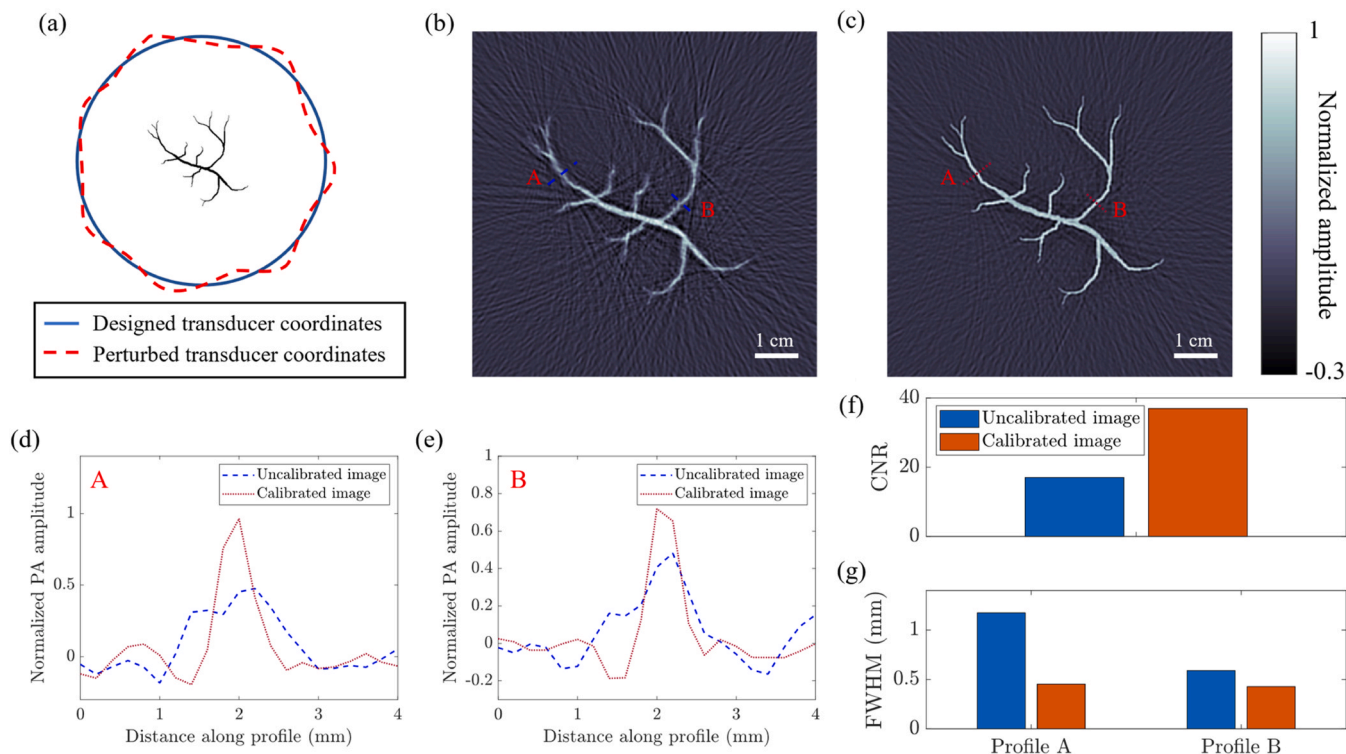 (a)
Designed transducer coordinates
Perturbed transducer coordinates
(b)
A
B
1 cm
(c)
A
B
1 cm
1
Normalized amplitude
-0.3
(d)
A
Uncalibrated image
Calibrated image
Normalized PA amplitude
1
0.5
0
0 1 2 3 4
Distance along profile (mm)
(e)
B
Uncalibrated image
Calibrated image
Normalized PA amplitude
1
0.8
0.6
0.4
0.2
0
-0.2
0 1 2 3 4
Distance along profile (mm)
(f)
Uncalibrated image
Calibrated image
CNR
40
20
0
(g)
FWHM (mm)
1
0.5
0
Profile A Profile B